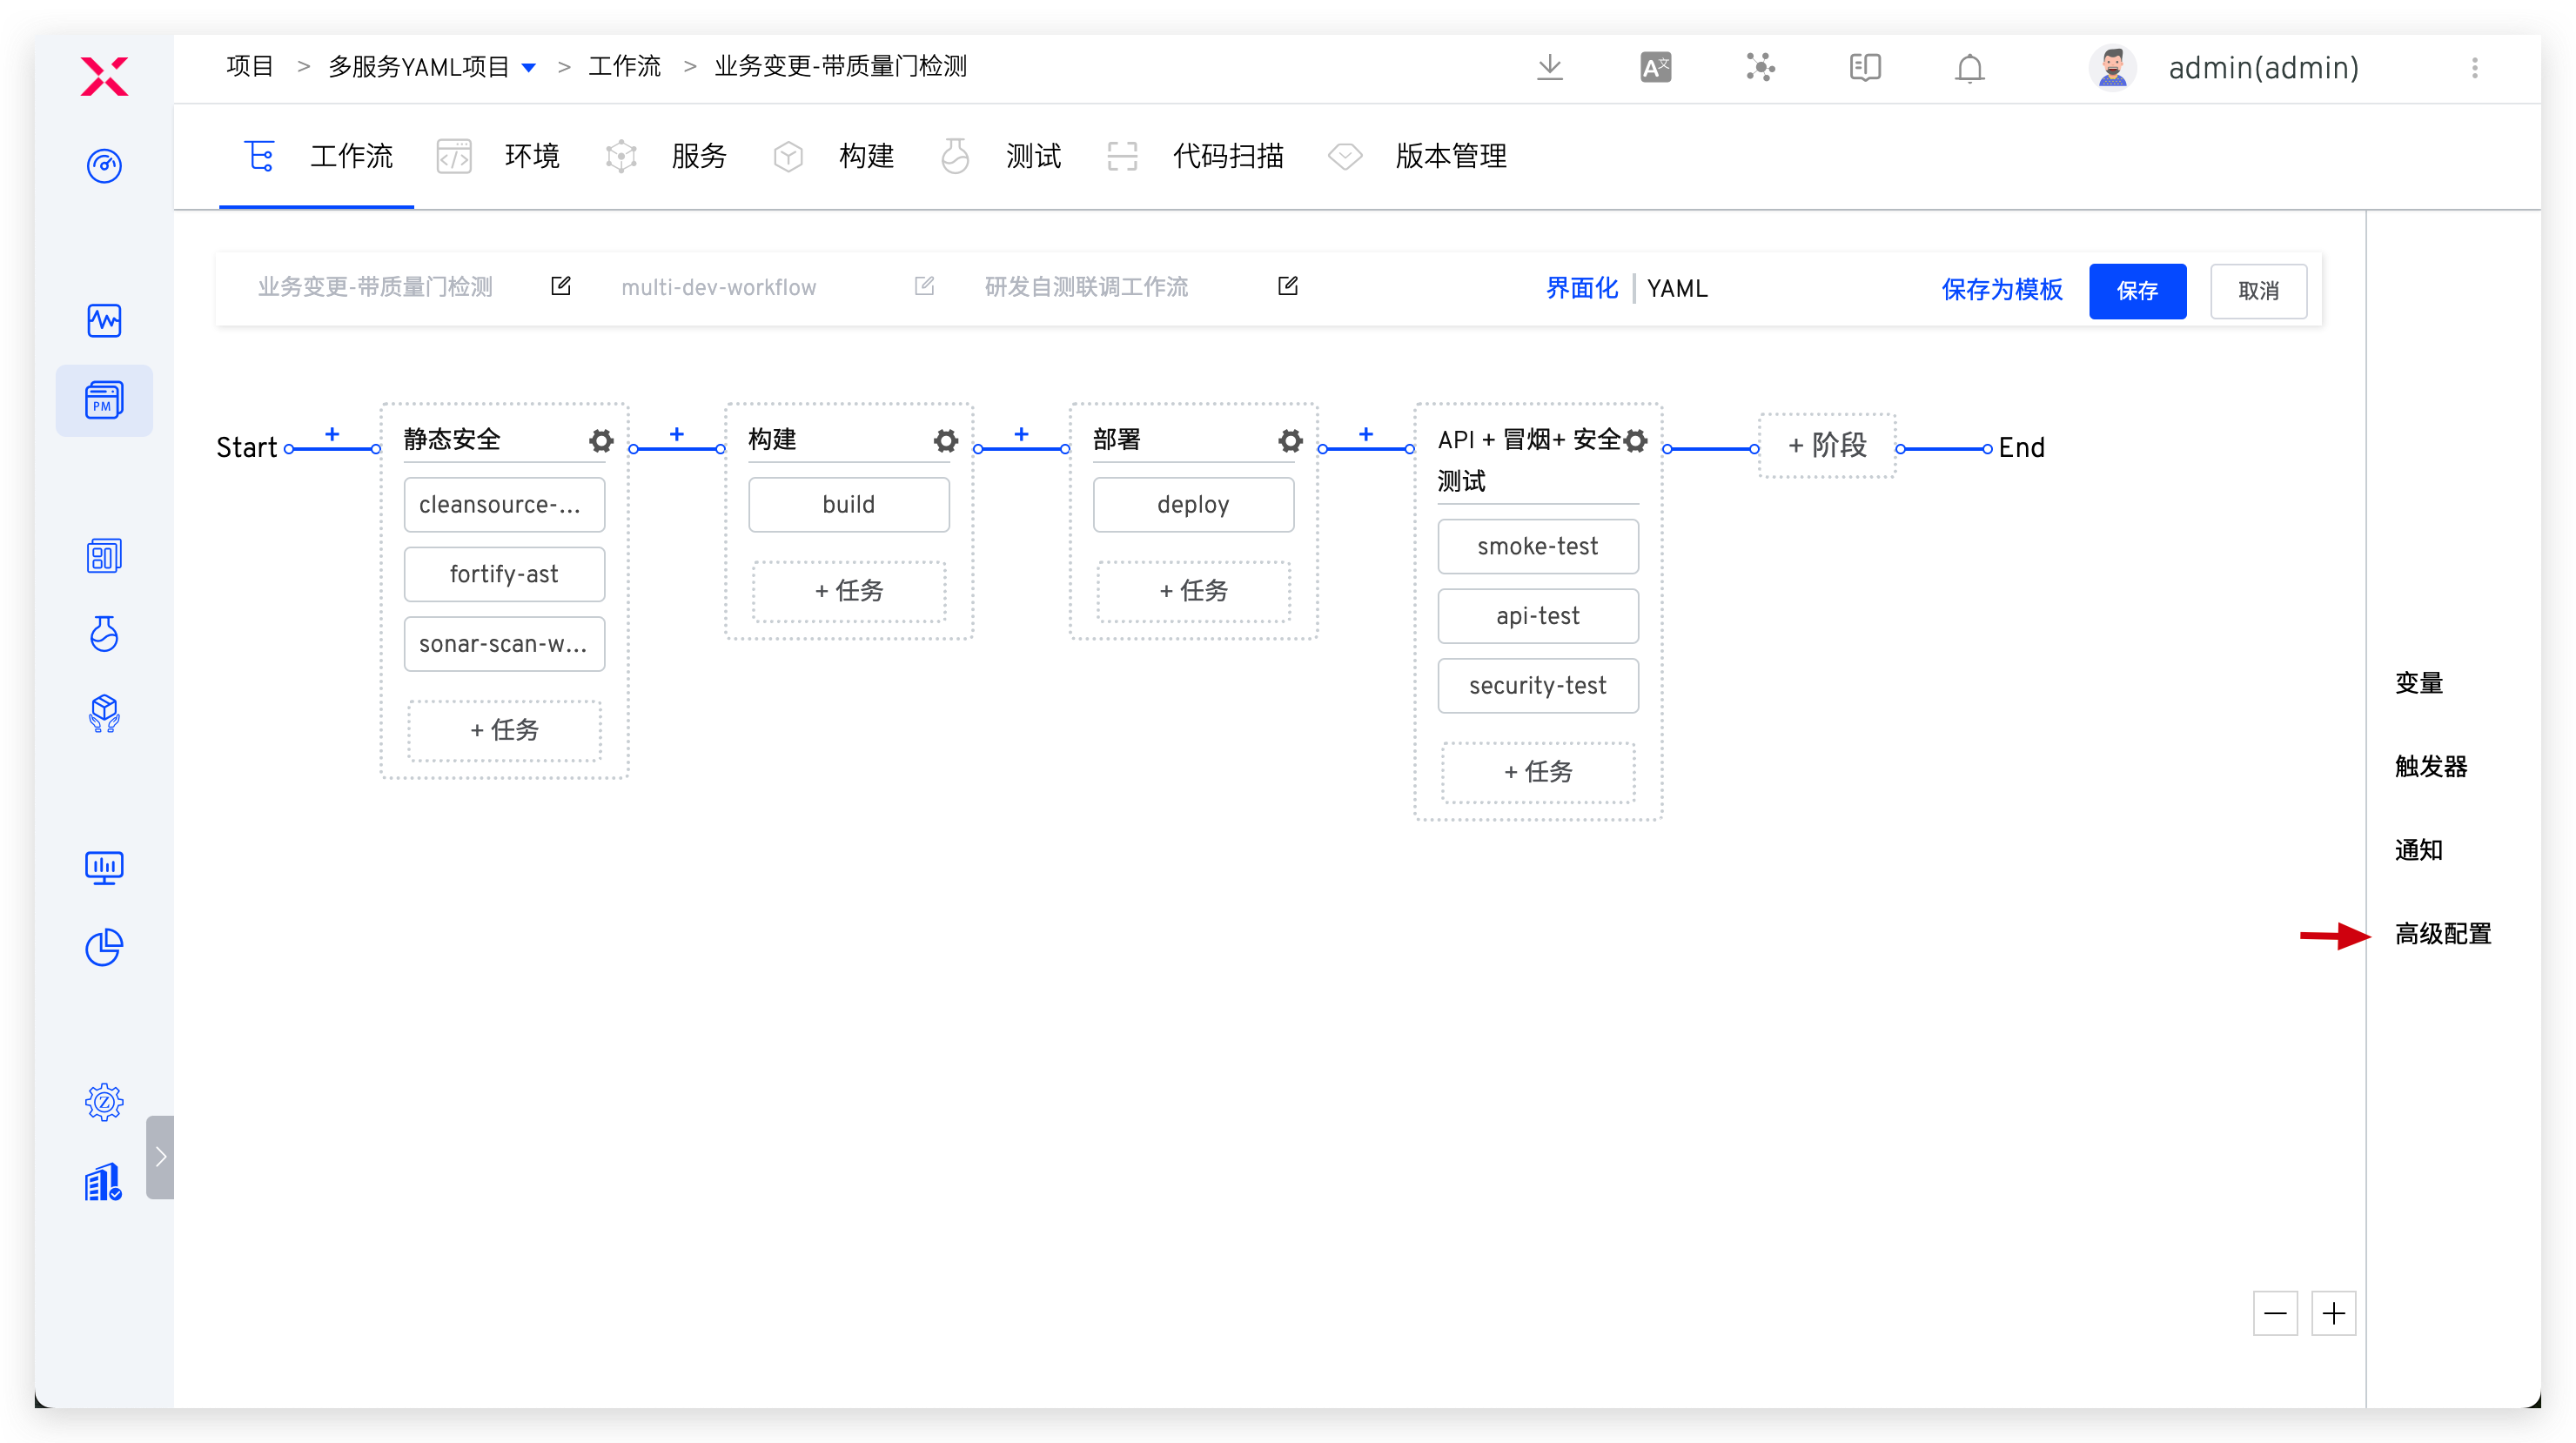 项目 > 多服务YAML项目 > 工作流 > 业务变更-带质量门检测
A文
admin(admin)
工作流 环境 服务 构建 测试 代码扫描 版本管理
业务变更-带质量门检测 multi-dev-workflow 研发自测联调工作流 界面化 | YAML 保存为模板 保存 取消
PM
Start
静态安全
cleansource-...
fortify-ast
sonar-scan-w...
+ 任务
构建
build
+ 任务
部署
deploy
+ 任务
API + 冒烟+ 安全
测试
smoke-test
api-test
security-test
+ 任务
+ 阶段
End
变量
触发器
通知
高级配置
Z